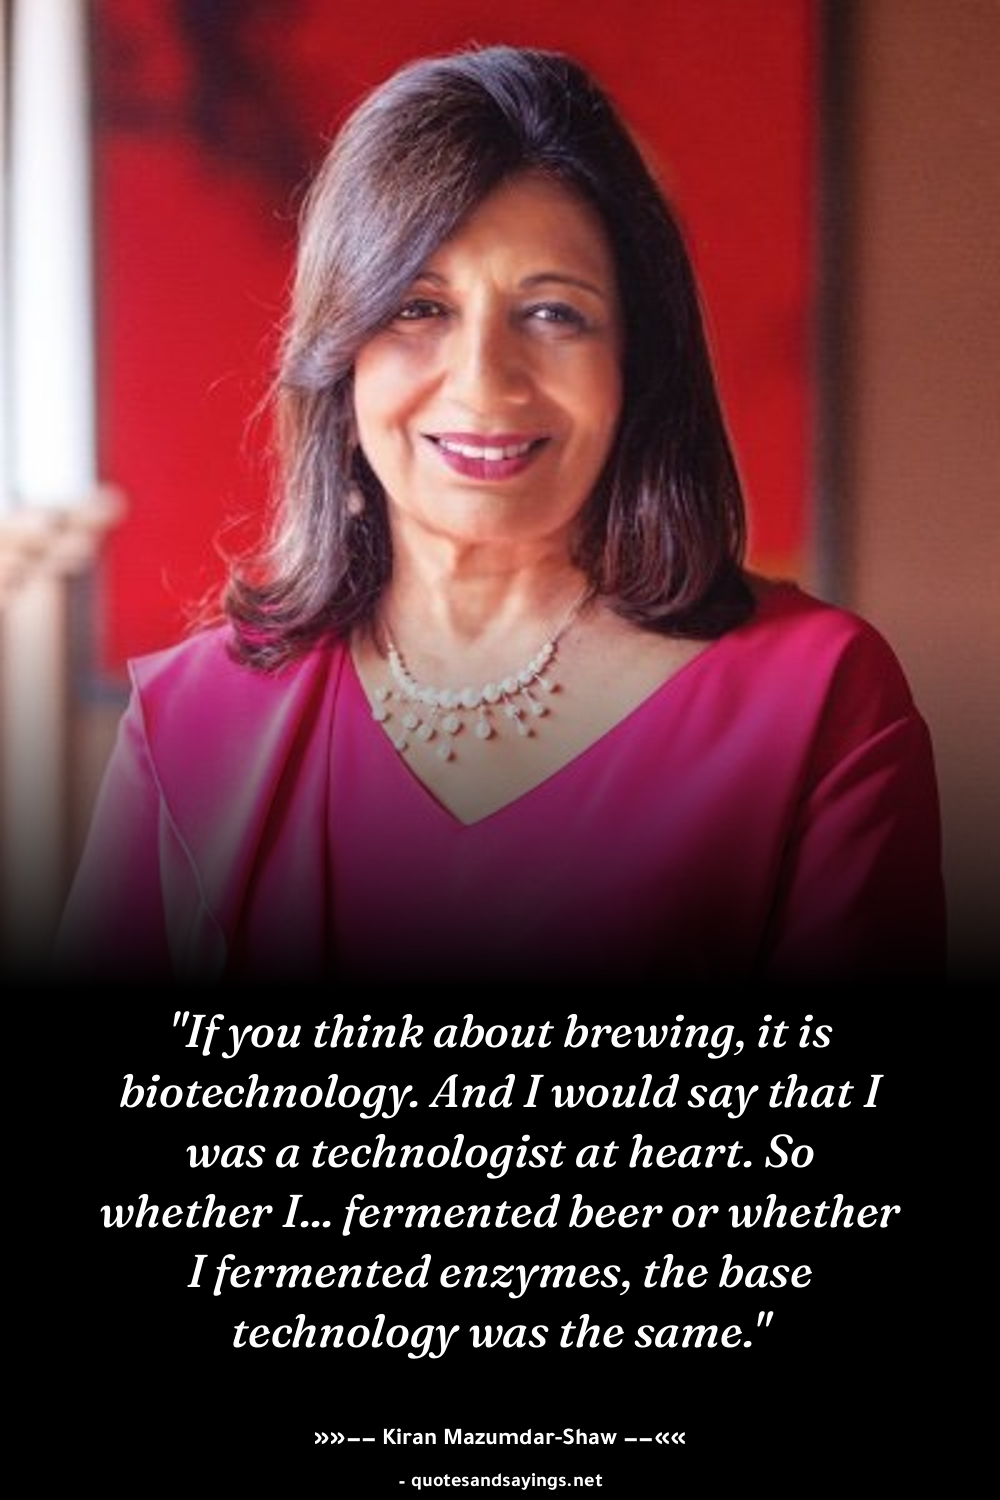 "If you think about brewing, it is
biotechnology. And I would say that I
was a technologist at heart. So
whether I... fermented beer or whether
I fermented enzymes, the base
technology was the same."
»»–– Kiran Mazumdar-Shaw ––««
- quotesandsayings.net